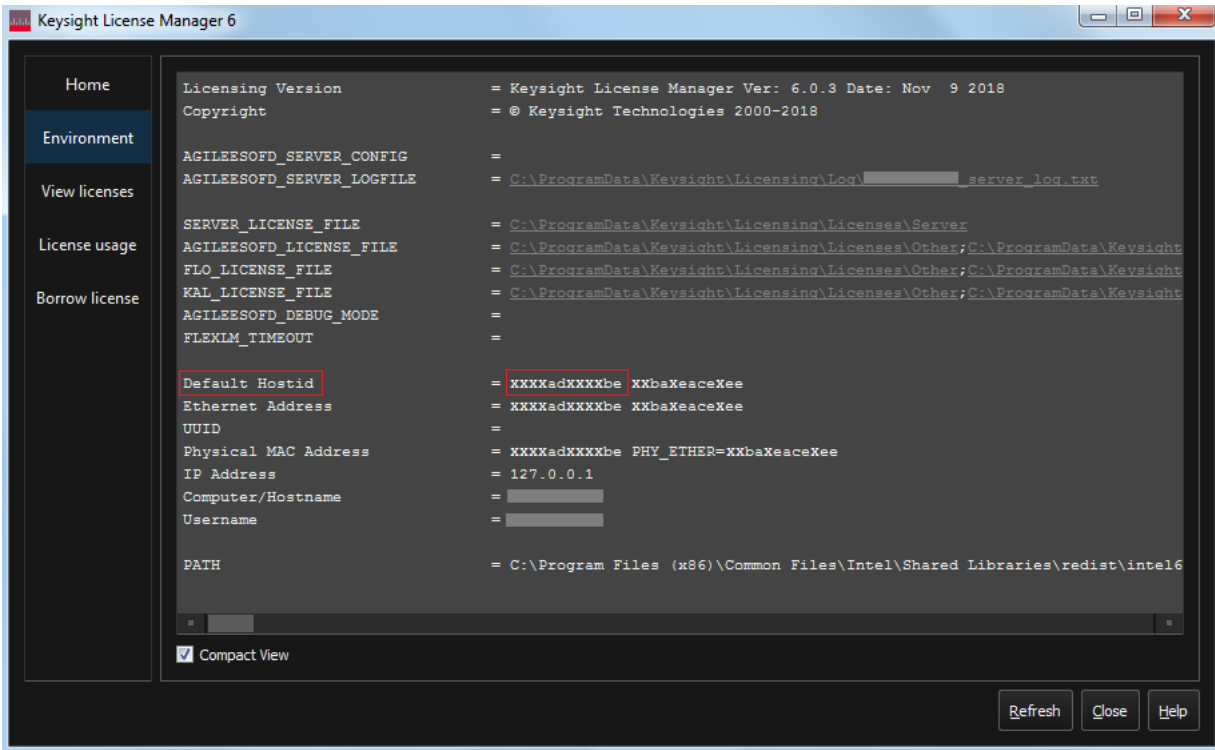 Keysight License Manager 6
Home
Environment
View licenses
License usage
Borrow license
Licensing Version = Keysight License Manager Ver: 6.0.3 Date: Nov  9 2018
Copyright = © Keysight Technologies 2000-2018
AGILEESOFD_SERVER_CONFIG =
AGILEESOFD_SERVER_LOGFILE = C:\ProgramData\Keysight\Licensing\Log\ _server_log.txt
SERVER_LICENSE_FILE = C:\ProgramData\Keysight\Licensing\Licenses\Server
AGILEESOFD_LICENSE_FILE = C:\ProgramData\Keysight\Licensing\Licenses\Other;C:\ProgramData\Keysight
FLO_LICENSE_FILE = C:\ProgramData\Keysight\Licensing\Licenses\Other;C:\ProgramData\Keysight
KAL_LICENSE_FILE = C:\ProgramData\Keysight\Licensing\Licenses\Other;C:\ProgramData\Keysight
AGILEESOFD_DEBUG_MODE =
FLEXLM_TIMEOUT =
Default Hostid = XXXXadXXXXbe XXbaXeaceXee
Ethernet Address = XXXXadXXXXbe XXbaXeaceXee
UUID =
Physical MAC Address = XXXXadXXXXbe PHY_ETHER=XXbaXeaceXee
IP Address = 127.0.0.1
Computer/Hostname =
Username =
PATH = C:\Program Files (x86)\Common Files\Intel\Shared Libraries\redist\intel6
Compact View
Refresh
Close
Help